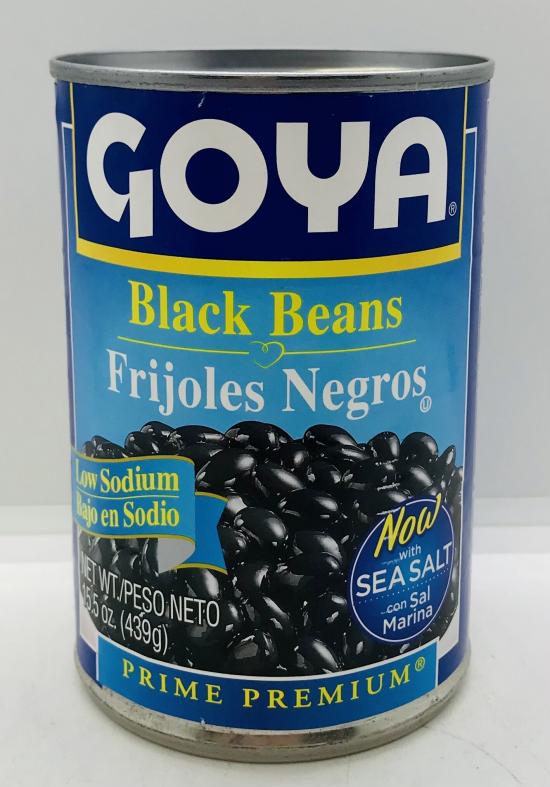 GOYA®
Black Beans
Frijoles Negros Ⓤ
Low Sodium
Bajo en Sodio
Now
with
SEA SALT
con Sal
Marina
NET WT./PESO NETO
15.5 oz. (439g)
PRIME PREMIUM®